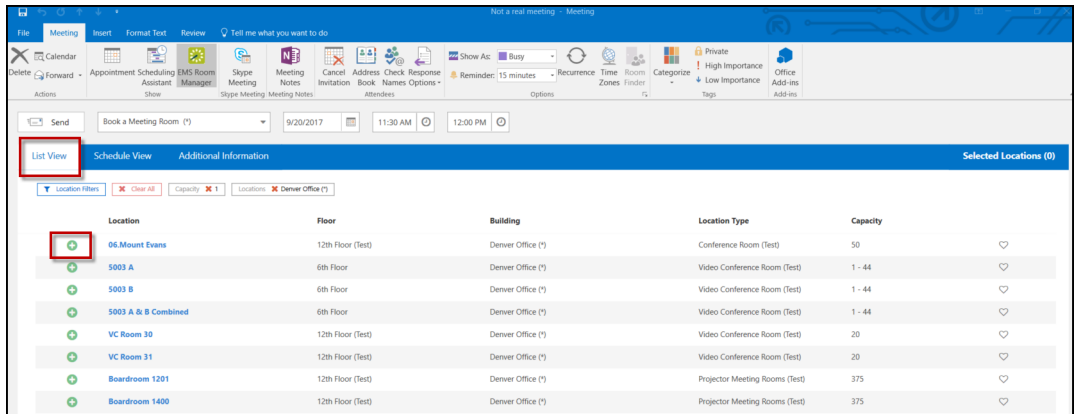 Not a real meeting - Meeting
File Meeting Insert Format Text Review Tell me what you want to do
Delete Calendar Forward Appointment Scheduling Assistant EMS Room Manager Skype Meeting Meeting Notes Cancel Invitation Address Book Check Names Response Options Show As: Busy Reminder: 15 minutes Recurrence Time Zones Room Finder Categorize Private High Importance Low Importance Office Add-ins
Actions Show Skype Meeting Meeting Notes Attendees Options Tags Add-ins
Send Book a Meeting Room (*) 9/20/2017 11:30 AM 12:00 PM
List View Schedule View Additional Information Selected Locations (0)
Location Filters Clear All Capacity 1 Locations Denver Office (*)
Location Floor Building Location Type Capacity
06.Mount Evans 12th Floor (Test) Denver Office (*) Conference Room (Test) 50
5003 A 6th Floor Denver Office (*) Video Conference Room (Test) 1 - 44
5003 B 6th Floor Denver Office (*) Video Conference Room (Test) 1 - 44
5003 A & B Combined 6th Floor Denver Office (*) Video Conference Room (Test) 1 - 44
VC Room 30 12th Floor (Test) Denver Office (*) Video Conference Room (Test) 20
VC Room 31 12th Floor (Test) Denver Office (*) Video Conference Room (Test) 20
Boardroom 1201 12th Floor (Test) Denver Office (*) Projector Meeting Rooms (Test) 375
Boardroom 1400 12th Floor (Test) Denver Office (*) Projector Meeting Rooms (Test) 375